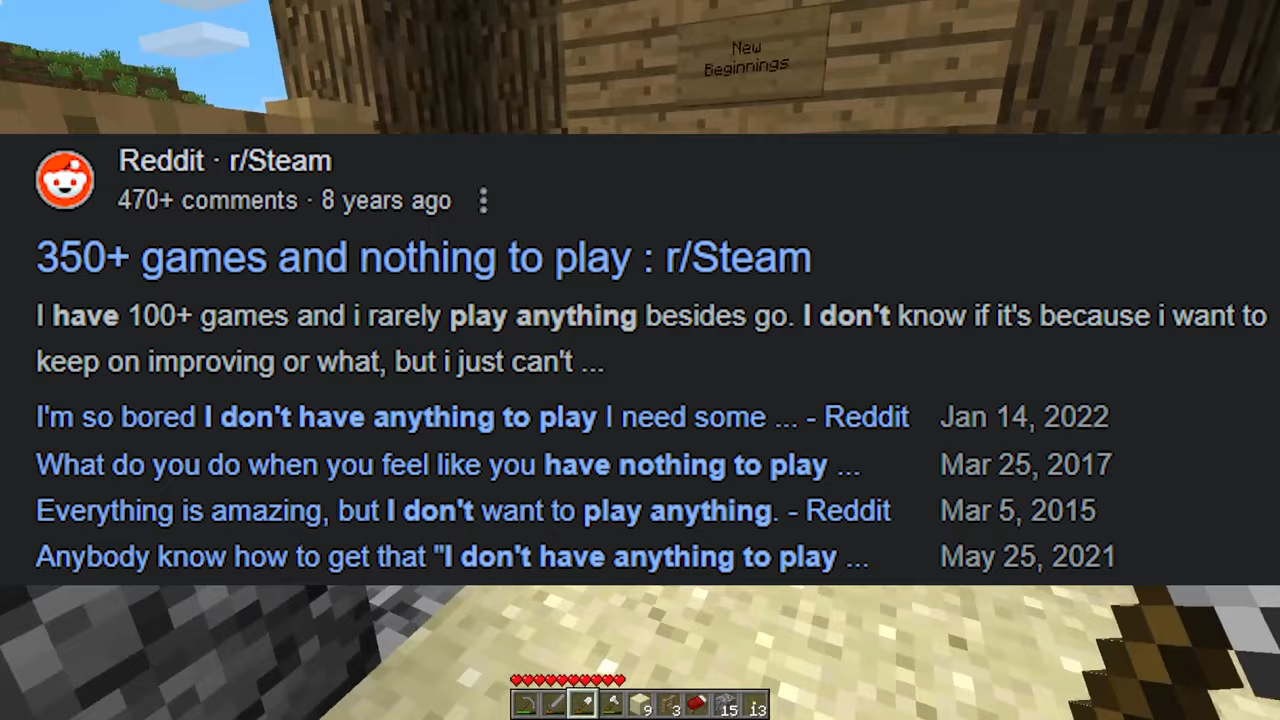 New
Beginnings
Reddit · r/Steam
470+ comments · 8 years ago
350+ games and nothing to play : r/Steam
I have 100+ games and i rarely play anything besides go. I don't know if it's because i want to
keep on improving or what, but i just can't ...
I'm so bored I don't have anything to play I need some ... - Reddit Jan 14, 2022
What do you do when you feel like you have nothing to play ... Mar 25, 2017
Everything is amazing, but I don't want to play anything. - Reddit Mar 5, 2015
Anybody know how to get that "I don't have anything to play ... May 25, 2021
9 3 15 13